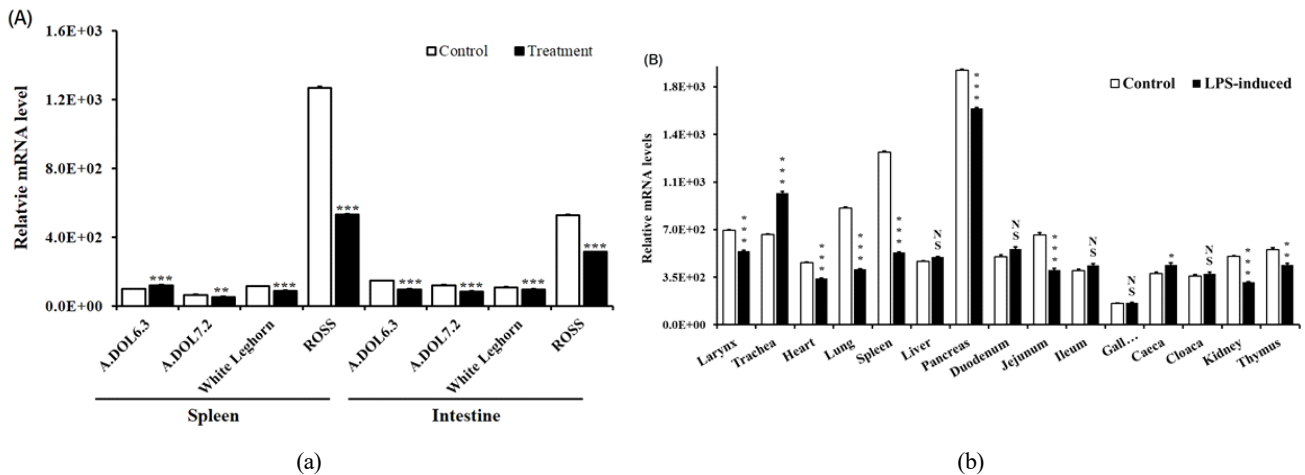 (A)
1.6E+03
1.2E+03
8.0E+02
4.0E+02
0.0E+00
Relatvie mRNA level
Control
Treatment
***
**
***
***
***
***
***
***
A.DOL6.3
A.DOL7.2
White Leghorn
ROSS
A.DOL6.3
A.DOL7.2
White Leghorn
ROSS
Spleen
Intestine
(a)
(B)
1.8E+03
1.4E+03
1.1E+03
7.0E+02
3.5E+02
0.0E+00
Relative mRNA levels
Control
LPS-induced
***
***
***
***
***
NS
***
NS
***
NS
NS
*
NS
***
**
Larynx
Trachea
Heart
Lung
Spleen
Liver
Pancreas
Duodenum
Jejunum
Ileum
Gall...
Caeca
Cloaca
Kidney
Thymus
(b)